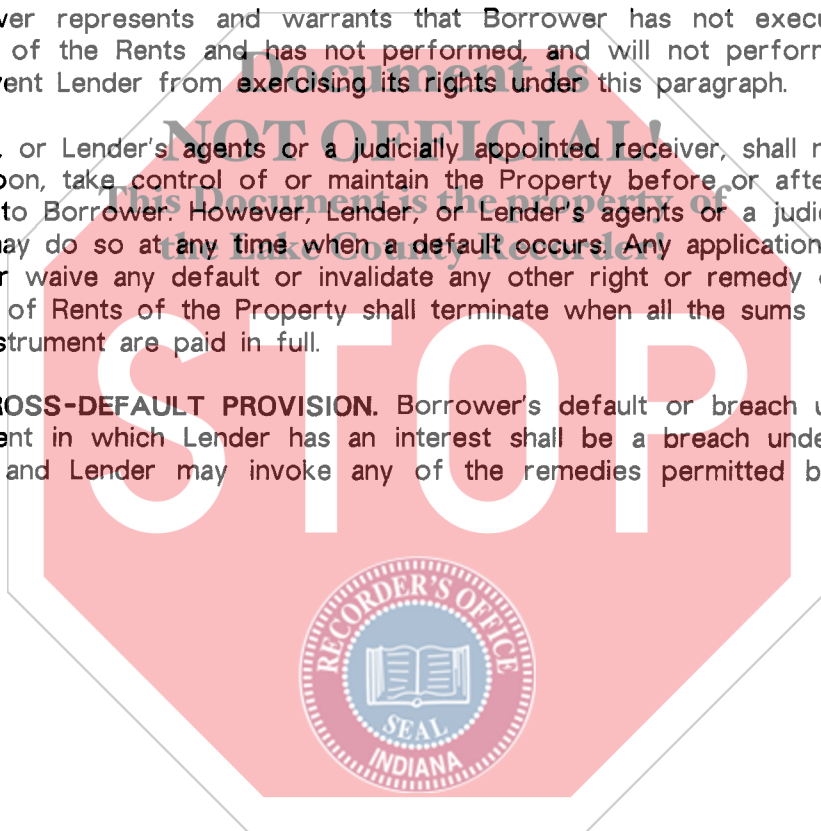 ver represents and warrants that Borrower has not execu
of the Rents and has not performed, and will not perform
vent Lender from exercising its rights under this paragraph.
or Lender's agents or a judicially appointed receiver, shall
oon, take control of or maintain the Property before or afte
to Borrower. However, Lender, or Lender's agents or a judic
may do so at any time when a default occurs. Any application
r waive any default or invalidate any other right or remedy
of Rents of the Property shall terminate when all the sums
strument are paid in full.
ROSS-DEFAULT PROVISION. Borrower's default or breach u
ent in which Lender has an interest shall be a breach unde
and Lender may invoke any of the remedies permitted b
Document is
NOT OFFICIAL!
This Document is the property of
the Lake County Recorder!
STOP
RECORDER'S OFFICE
SEAL
INDIANA